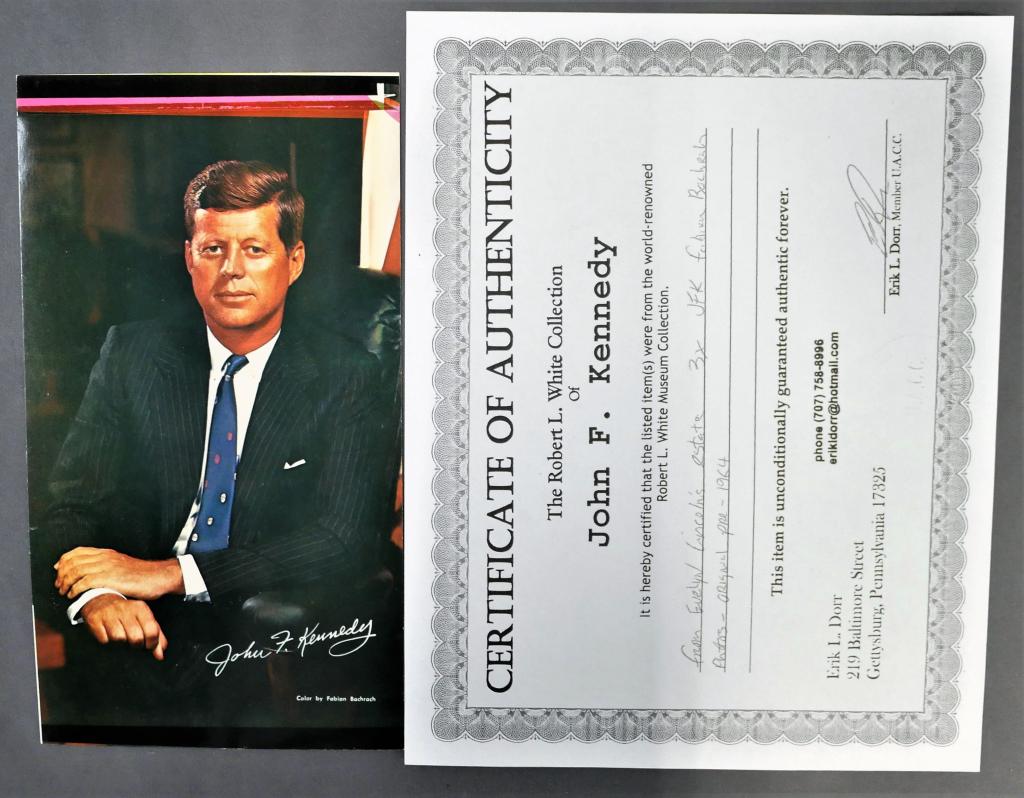 John F. Kennedy
Color by Fabian Bachrach
CERTIFICATE OF AUTHENTICITY
The Robert L. White Collection
Of
John F. Kennedy
It is hereby certified that the listed item(s) were from the world-renowned
Robert L. White Museum Collection.
From Evelyn Lincolns estate 3x JFK Fabian Bachrach
Photos - original pre - 1964
This item is unconditionally guaranteed authentic forever.
phone (707) 758-8996
erikldorr@hotmail.com
Erik L. Dorr
219 Baltimore Street
Gettysburg, Pennsylvania 17325
Erik L. Dorr, Member U.A.C.C.